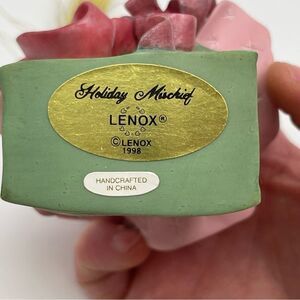 Holiday Mischief
LENOX®
©LENOX
1998
HANDCRAFTED
IN CHINA